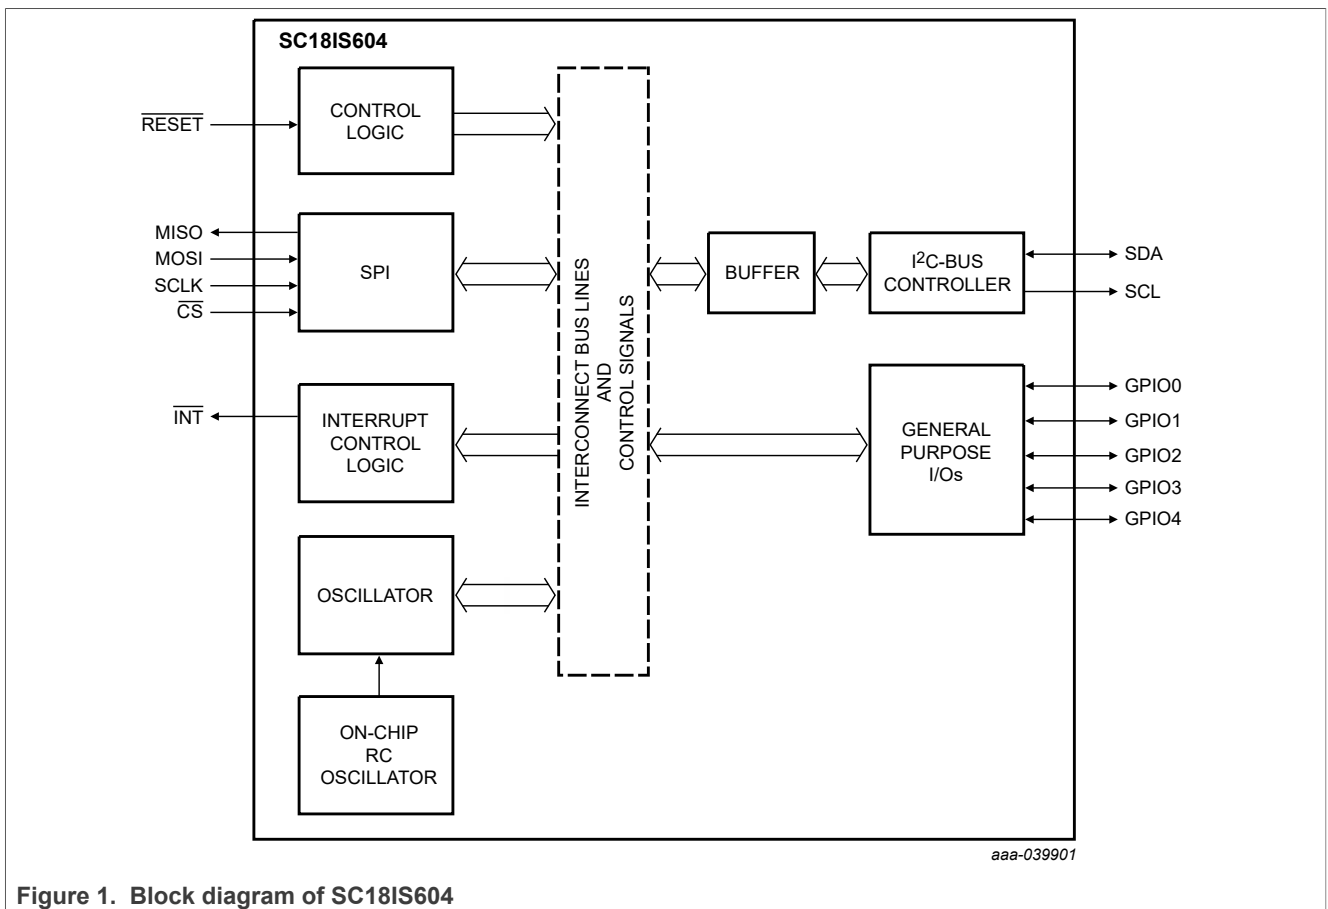 SC18IS604
CONTROL
LOGIC
RESET
MISO
MOSI
SCLK
CS
SPI
INT
INTERRUPT
CONTROL
LOGIC
OSCILLATOR
ON-CHIP
RC
OSCILLATOR
INTERCONNECT BUS LINES
AND
CONTROL SIGNALS
BUFFER
I²C-BUS
CONTROLLER
SDA
SCL
GENERAL
PURPOSE
I/Os
GPIO0
GPIO1
GPIO2
GPIO3
GPIO4
aaa-039901
Figure 1. Block diagram of SC18IS604